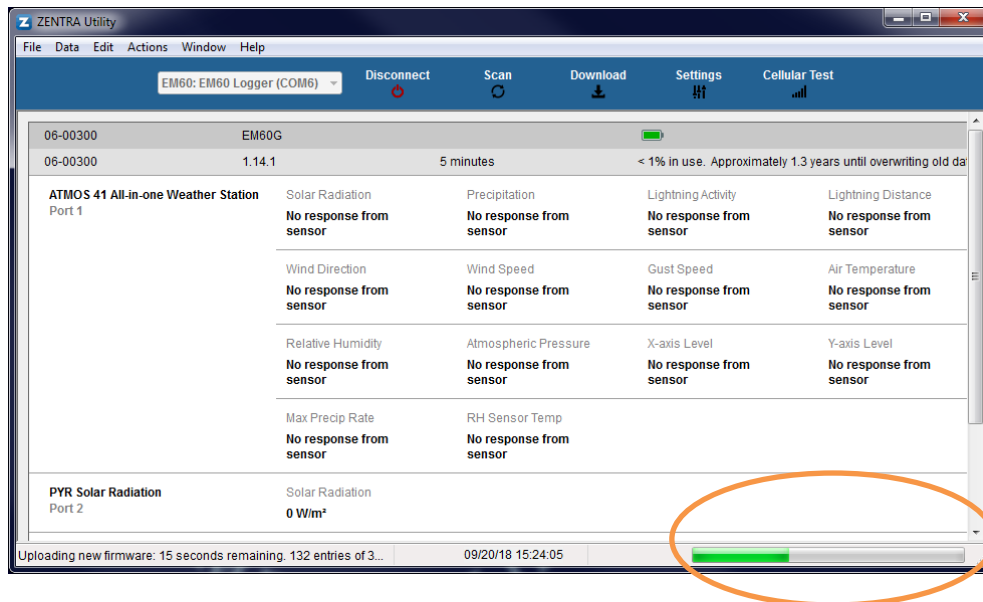 ZENTRA Utility
File Data Edit Actions Window Help
EM60: EM60 Logger (COM6) Disconnect Scan Download Settings Cellular Test
06-00300 EM60G
06-00300 1.14.1 5 minutes < 1% in use. Approximately 1.3 years until overwriting old da
ATMOS 41 All-in-one Weather Station Solar Radiation Precipitation Lightning Activity Lightning Distance
Port 1 No response from No response from No response from No response from
sensor sensor sensor sensor
Wind Direction Wind Speed Gust Speed Air Temperature
No response from No response from No response from No response from
sensor sensor sensor sensor
Relative Humidity Atmospheric Pressure X-axis Level Y-axis Level
No response from No response from No response from No response from
sensor sensor sensor sensor
Max Precip Rate RH Sensor Temp
No response from No response from
sensor sensor
PYR Solar Radiation Solar Radiation
Port 2 0 W/m²
Uploading new firmware: 15 seconds remaining. 132 entries of 3... 09/20/18 15:24:05